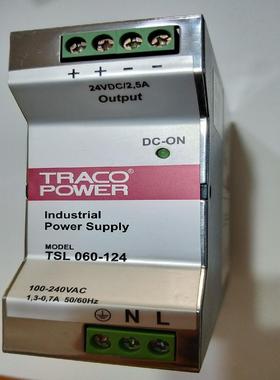 + + − −
24VDC/2,5A
Output
DC-ON
TRACO
POWER
Industrial
Power Supply
MODEL
TSL 060-124
100-240VAC
1,3-0,7A 50/60Hz
N L